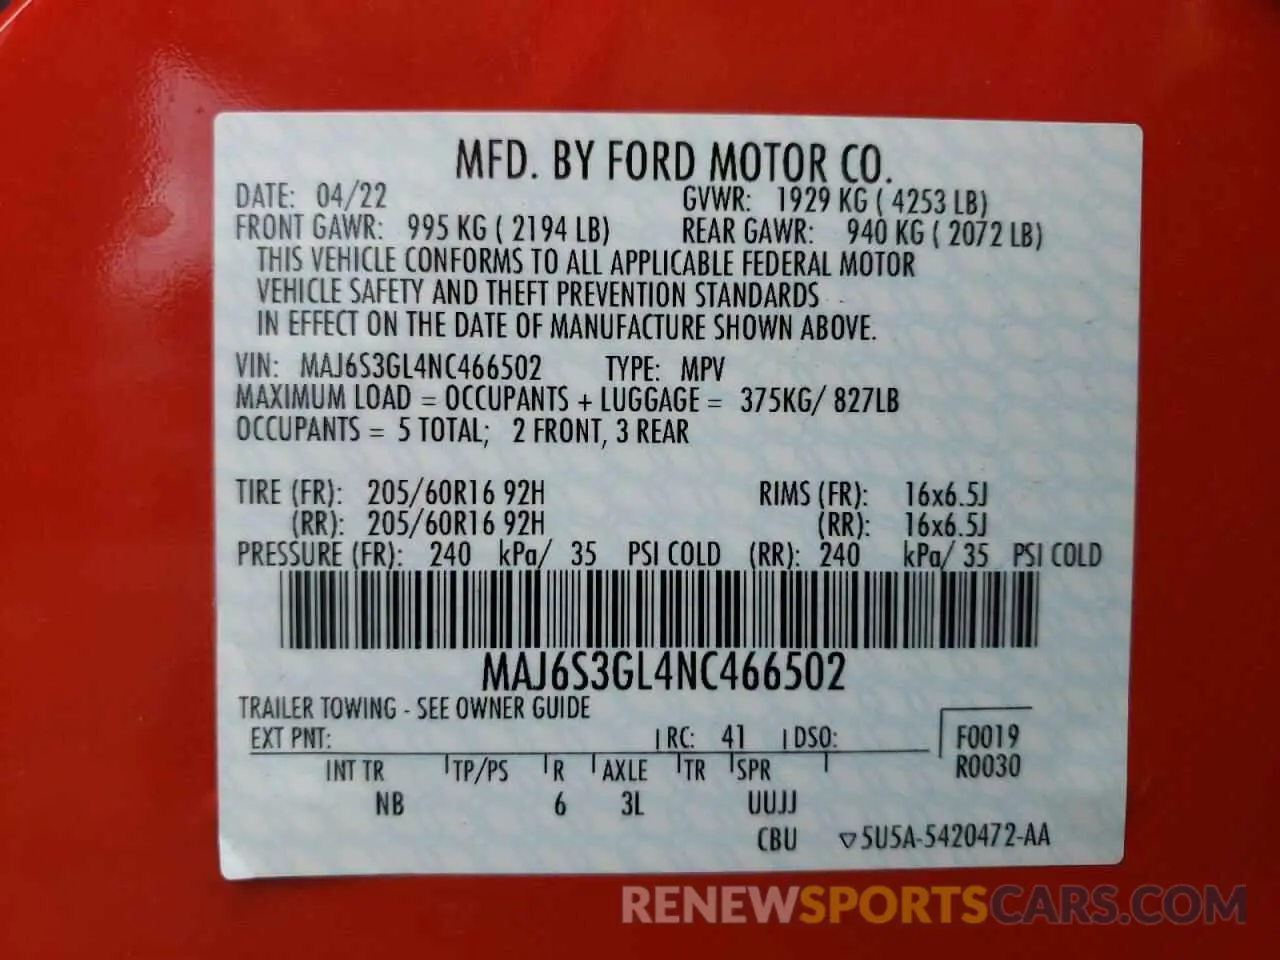 MFD. BY FORD MOTOR CO.
DATE: 04/22 GVWR: 1929 KG ( 4253 LB)
FRONT GAWR: 995 KG ( 2194 LB) REAR GAWR: 940 KG ( 2072 LB)
THIS VEHICLE CONFORMS TO ALL APPLICABLE FEDERAL MOTOR
VEHICLE SAFETY AND THEFT PREVENTION STANDARDS
IN EFFECT ON THE DATE OF MANUFACTURE SHOWN ABOVE.
VIN: MAJ6S3GL4NC466502 TYPE: MPV
MAXIMUM LOAD = OCCUPANTS + LUGGAGE = 375KG/ 827LB
OCCUPANTS = 5 TOTAL; 2 FRONT, 3 REAR
TIRE (FR): 205/60R16 92H RIMS (FR): 16x6.5J
(RR): 205/60R16 92H (RR): 16x6.5J
PRESSURE (FR): 240 kPa/ 35 PSI COLD (RR): 240 kPa/ 35 PSI COLD
MAJ6S3GL4NC466502
TRAILER TOWING - SEE OWNER GUIDE
EXT PNT: RC: 41 DSO: F0019
INT TR TP/PS R AXLE TR SPR R0030
NB 6 3L UUJJ
CBU ▽5U5A-5420472-AA
RENEWSPORTSCARS.COM